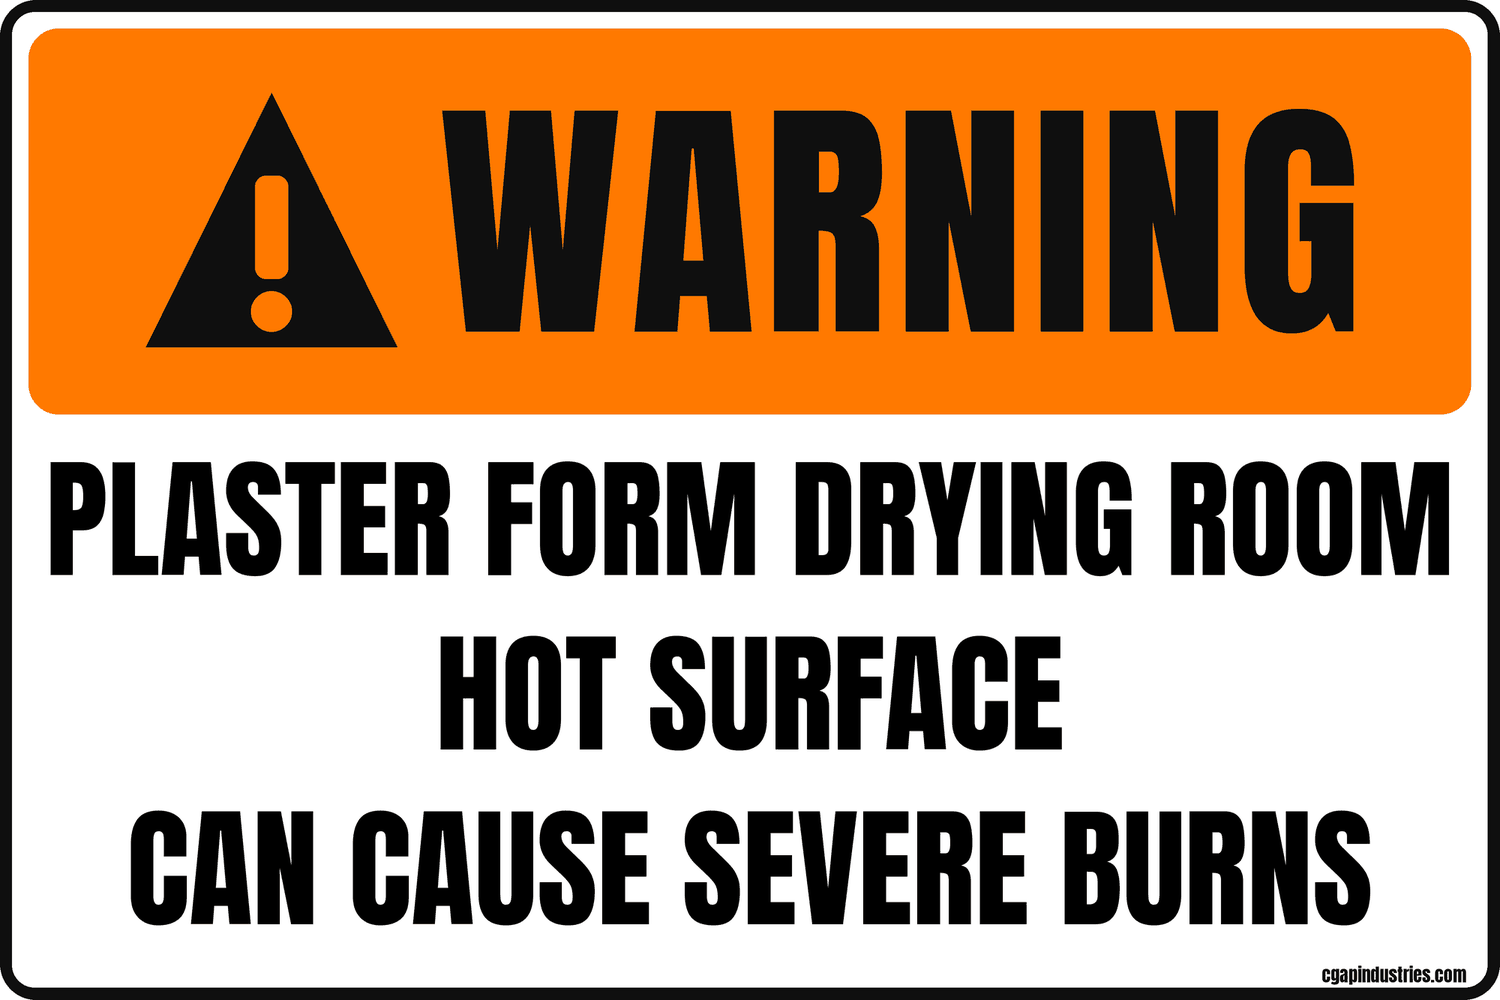 WARNING
PLASTER FORM DRYING ROOM
HOT SURFACE
CAN CAUSE SEVERE BURNS
cgapindustries.com